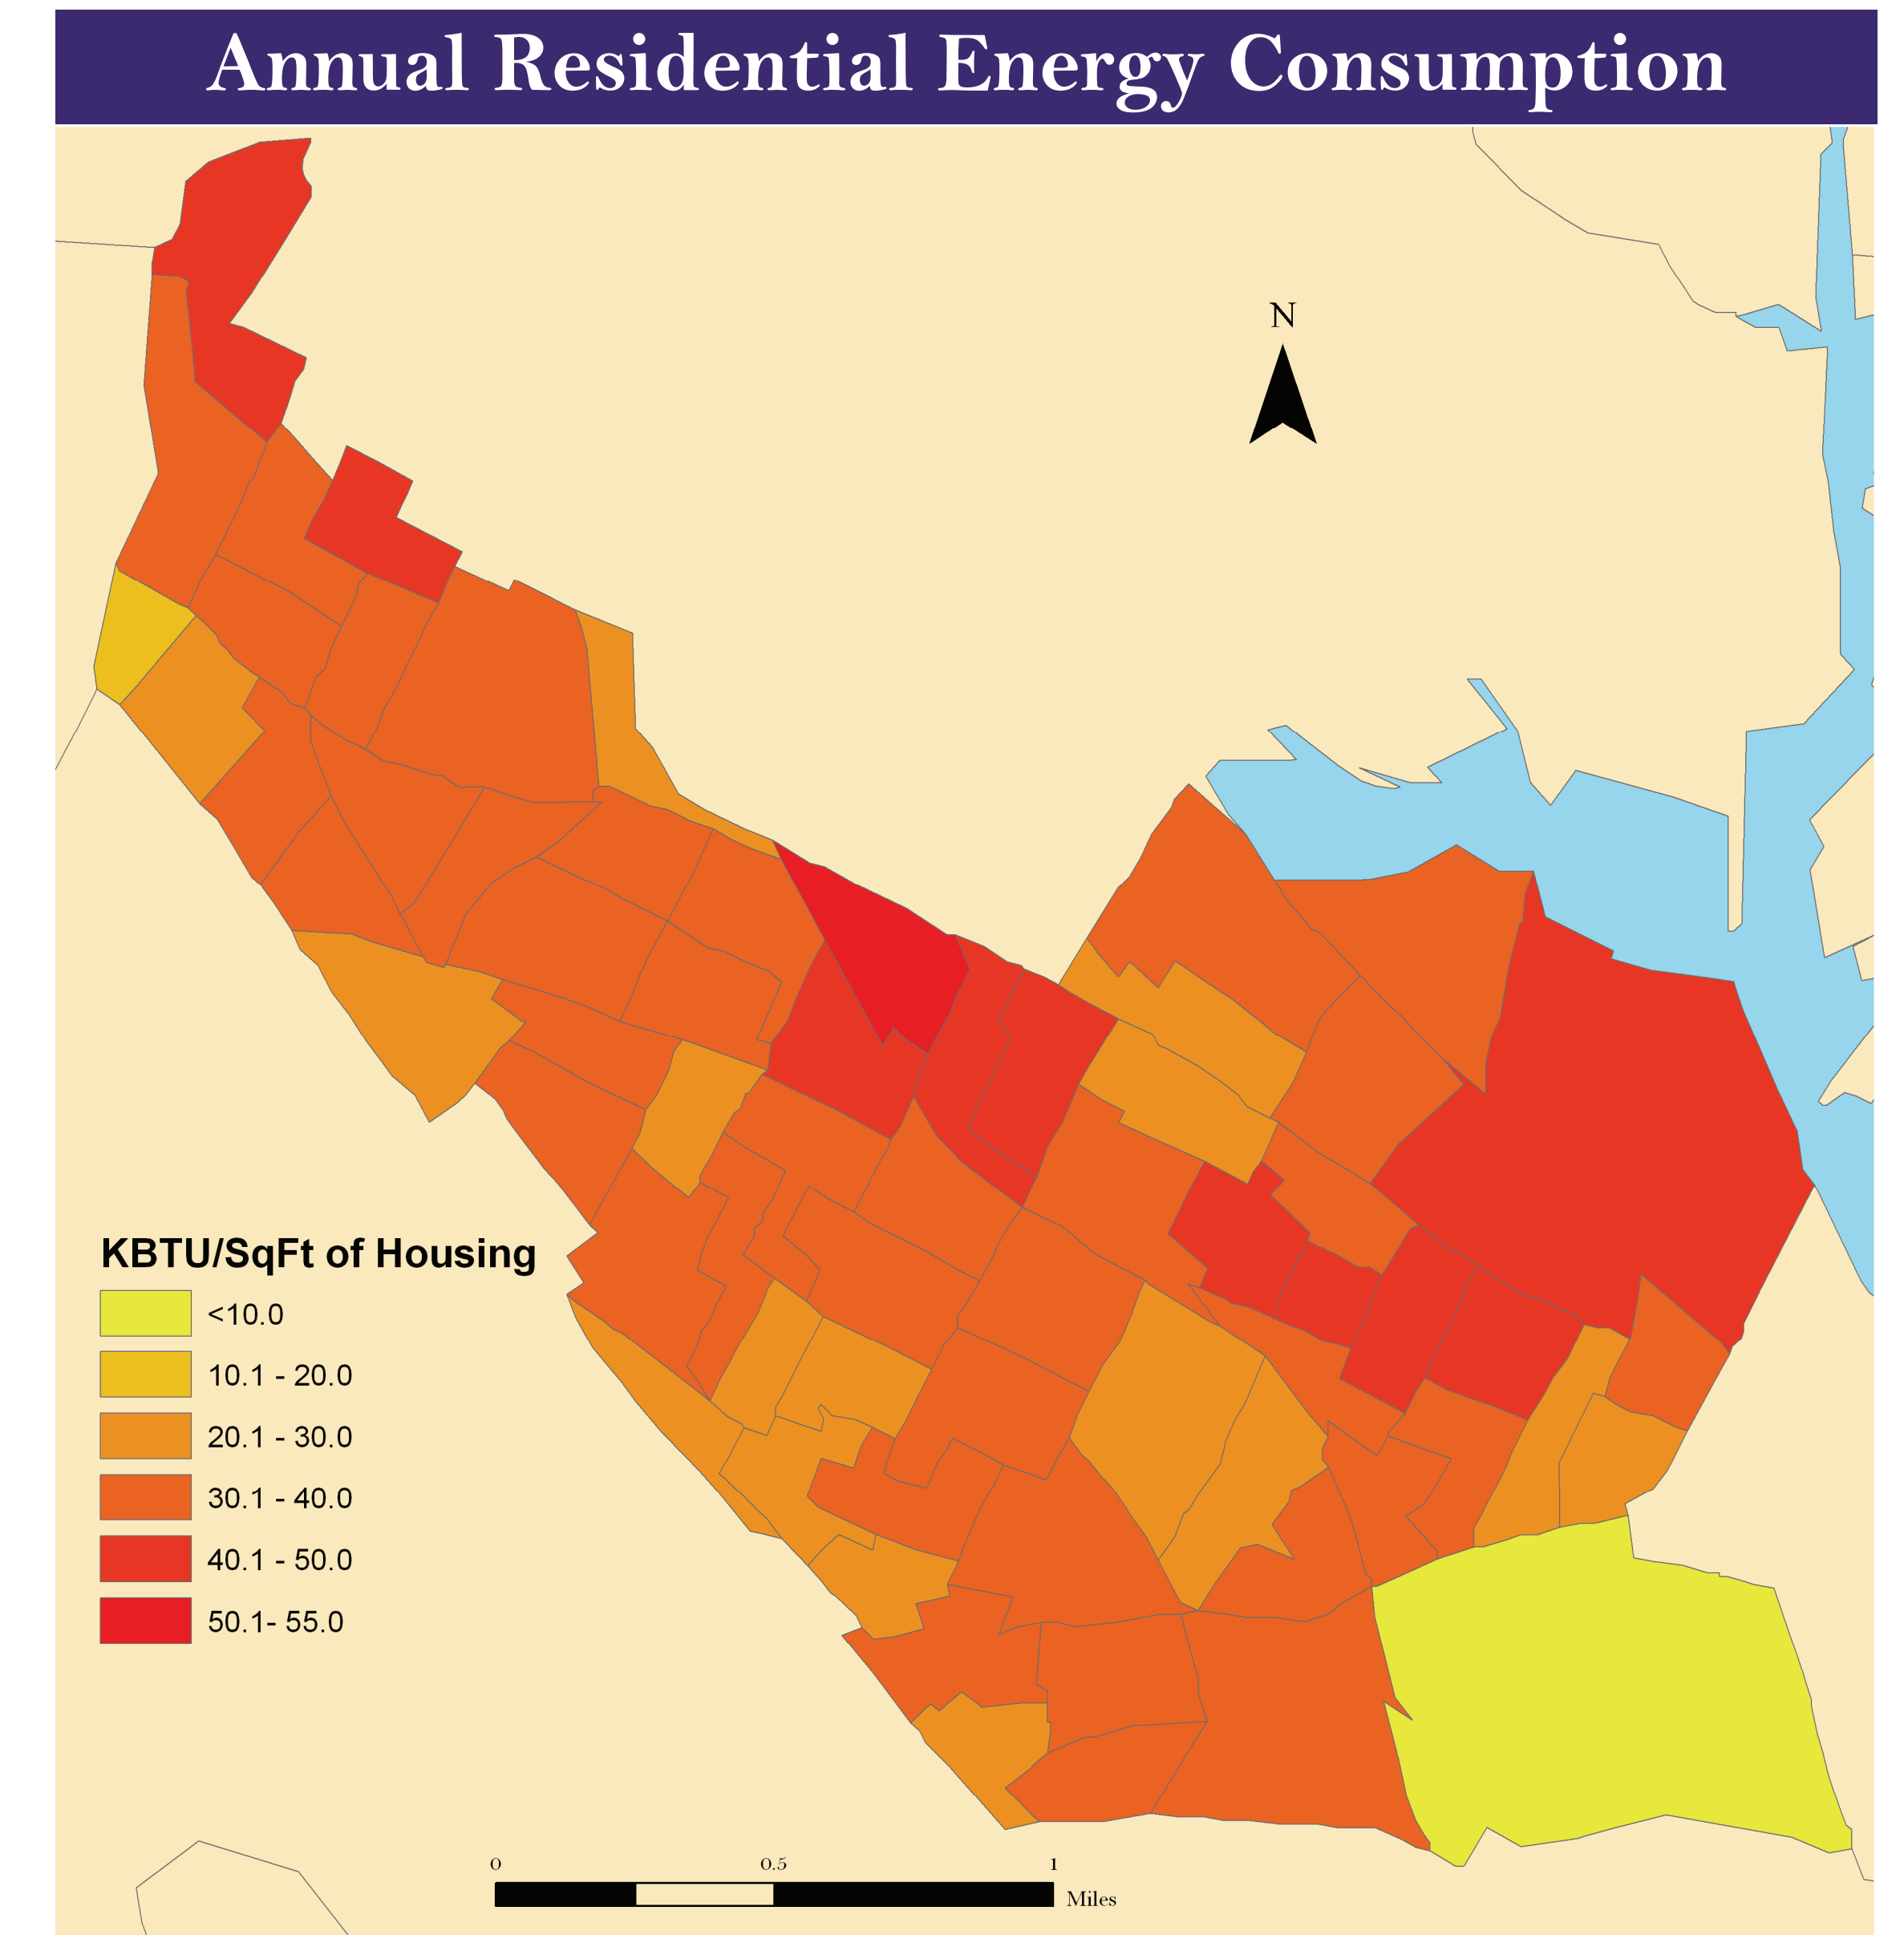 Annual Residential Energy Consumption
N
KBTU/SqFt of Housing
<10.0
10.1 - 20.0
20.1 - 30.0
30.1 - 40.0
40.1 - 50.0
50.1- 55.0
0 0.5 1
Miles